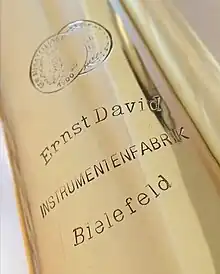 Ernst David
INSTRUMENTENFABRIK
Bielefeld